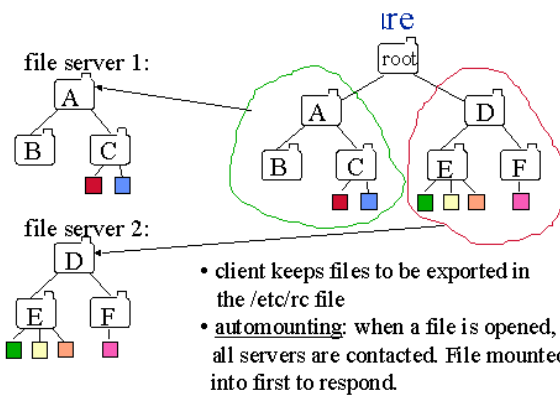 are
file server 1:
root
A
A
D
B
C
B
C
E
F
file server 2:
D
E
F
• client keeps files to be exported in
the /etc/rc file
• automounting: when a file is opened,
all servers are contacted. File mounted
into first to respond.